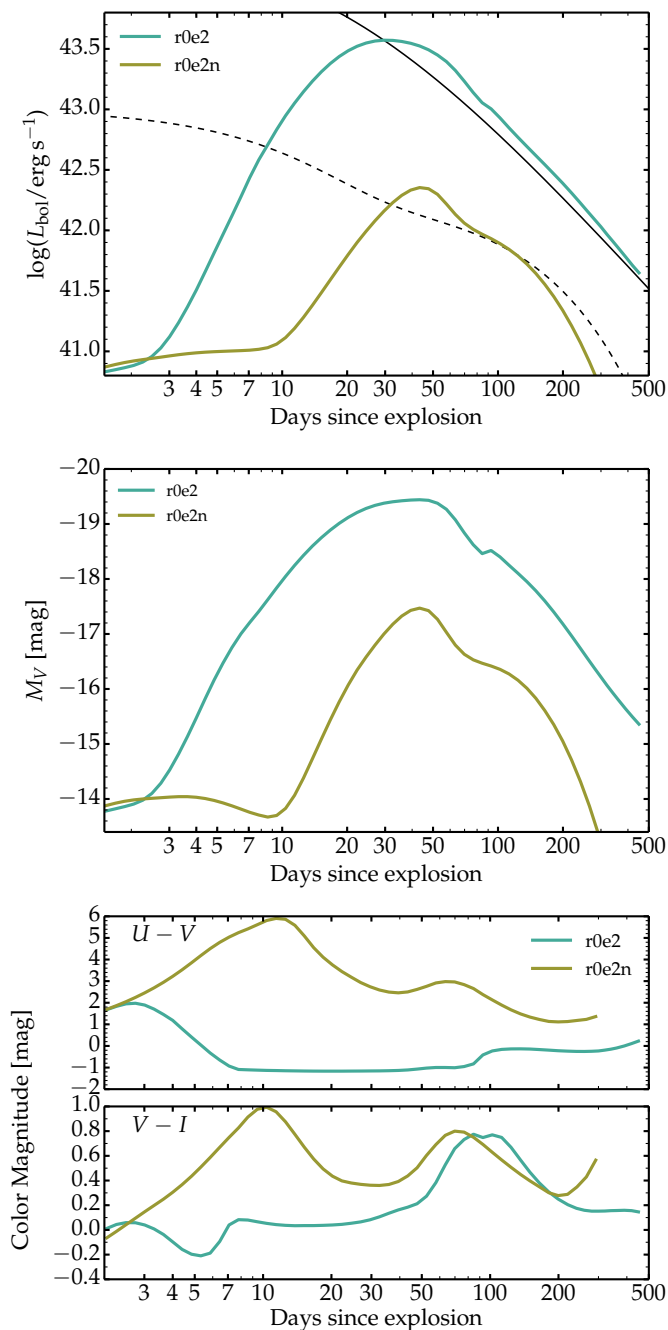 43.5
43.0
42.5
42.0
41.5
41.0
log(L_bol/erg s⁻¹)
r0e2
r0e2n
3 4 5 7 10 20 30 50 100 200 500
Days since explosion
−20
−19
−18
−17
−16
−15
−14
M_V [mag]
r0e2
r0e2n
3 4 5 7 10 20 30 50 100 200 500
Days since explosion
Color Magnitude [mag]
6
5
4
3
2
1
0
−1
−2
U − V
r0e2
r0e2n
1.0
0.8
0.6
0.4
0.2
0.0
−0.2
−0.4
V − I
3 4 5 7 10 20 30 50 100 200 500
Days since explosion